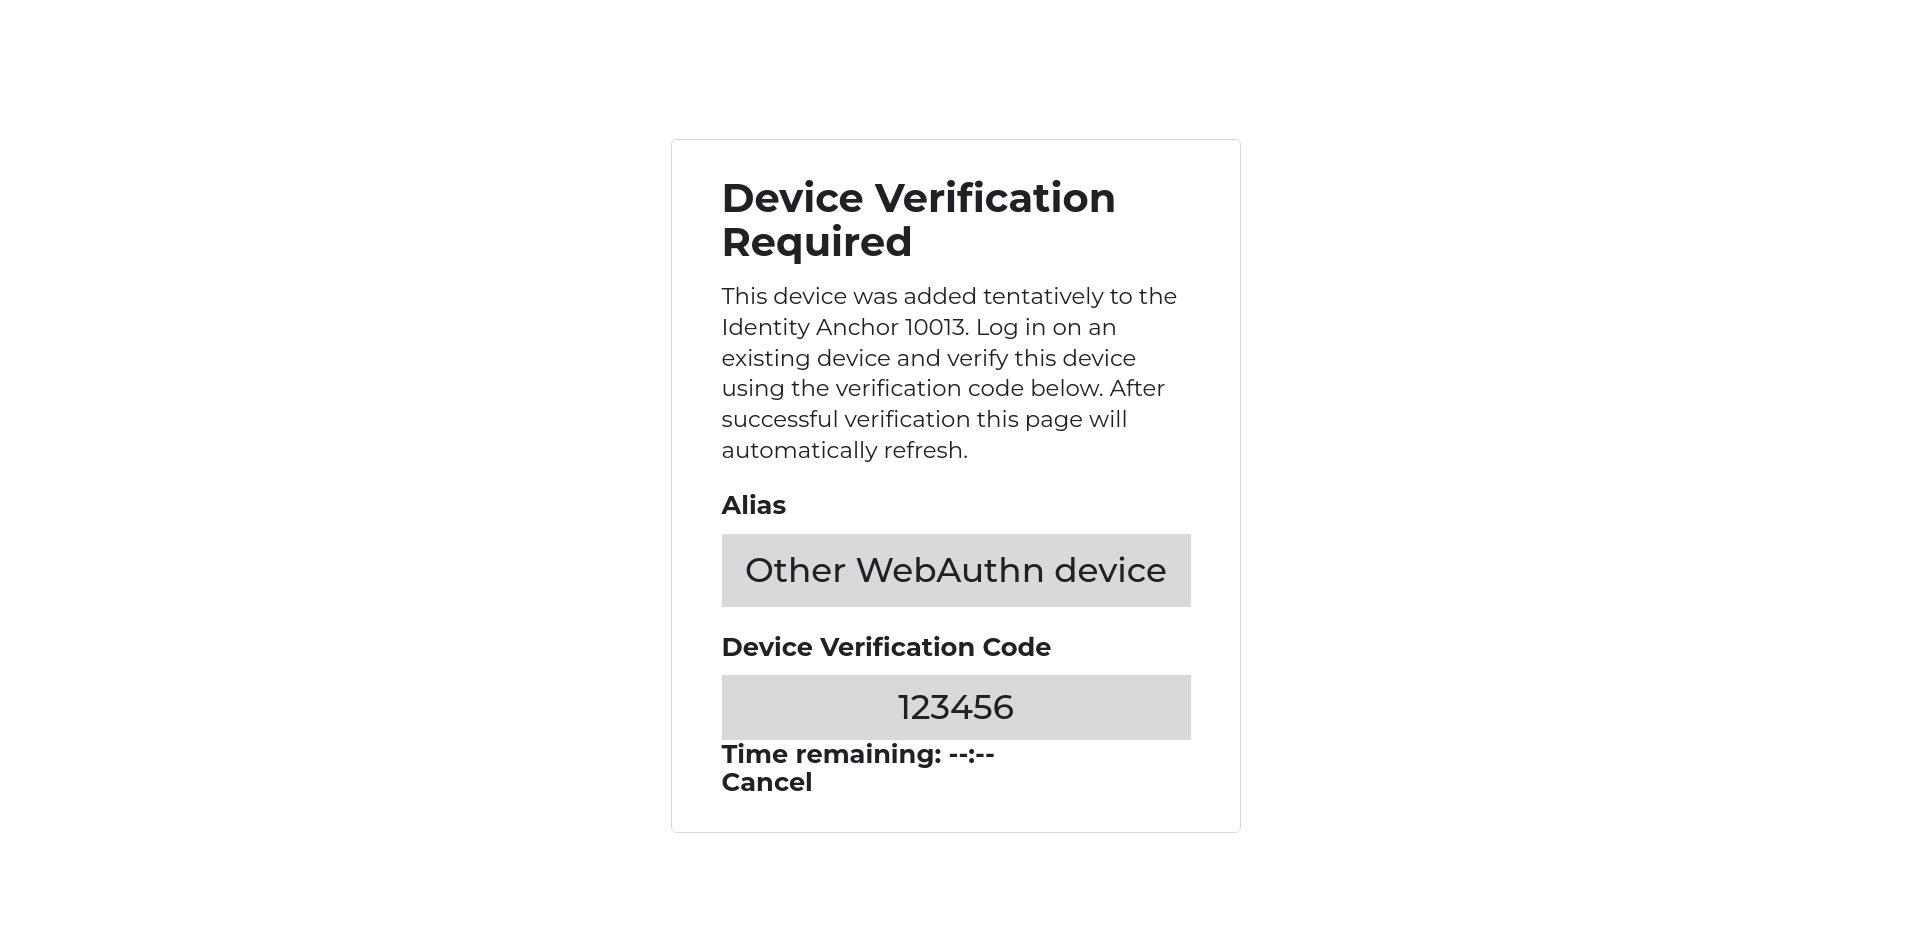 Device Verification
Required
This device was added tentatively to the
Identity Anchor 10013. Log in on an
existing device and verify this device
using the verification code below. After
successful verification this page will
automatically refresh.
Alias
Other WebAuthn device
Device Verification Code
123456
Time remaining: --:--
Cancel